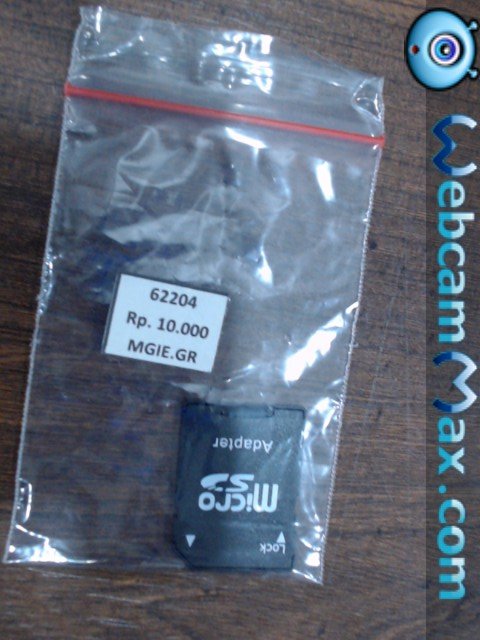 62204
Rp. 10.000
MGIE.GR
Adapter
micro
SD
Lock
WebcamMax.com